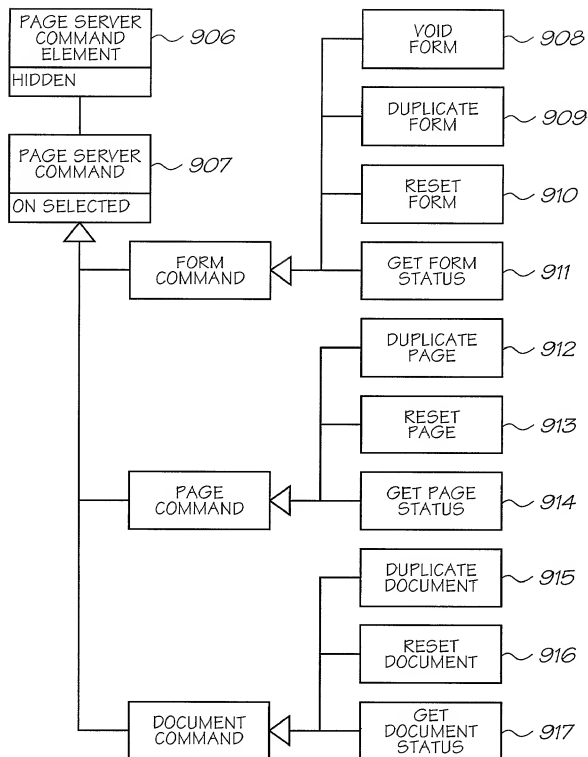 PAGE SERVER
COMMAND
ELEMENT
906
HIDDEN
PAGE SERVER
COMMAND
907
ON SELECTED
FORM
COMMAND
VOID
FORM
908
DUPLICATE
FORM
909
RESET
FORM
910
GET FORM
STATUS
911
PAGE
COMMAND
DUPLICATE
PAGE
912
RESET
PAGE
913
GET PAGE
STATUS
914
DOCUMENT
COMMAND
DUPLICATE
DOCUMENT
915
RESET
DOCUMENT
916
GET
DOCUMENT
STATUS
917